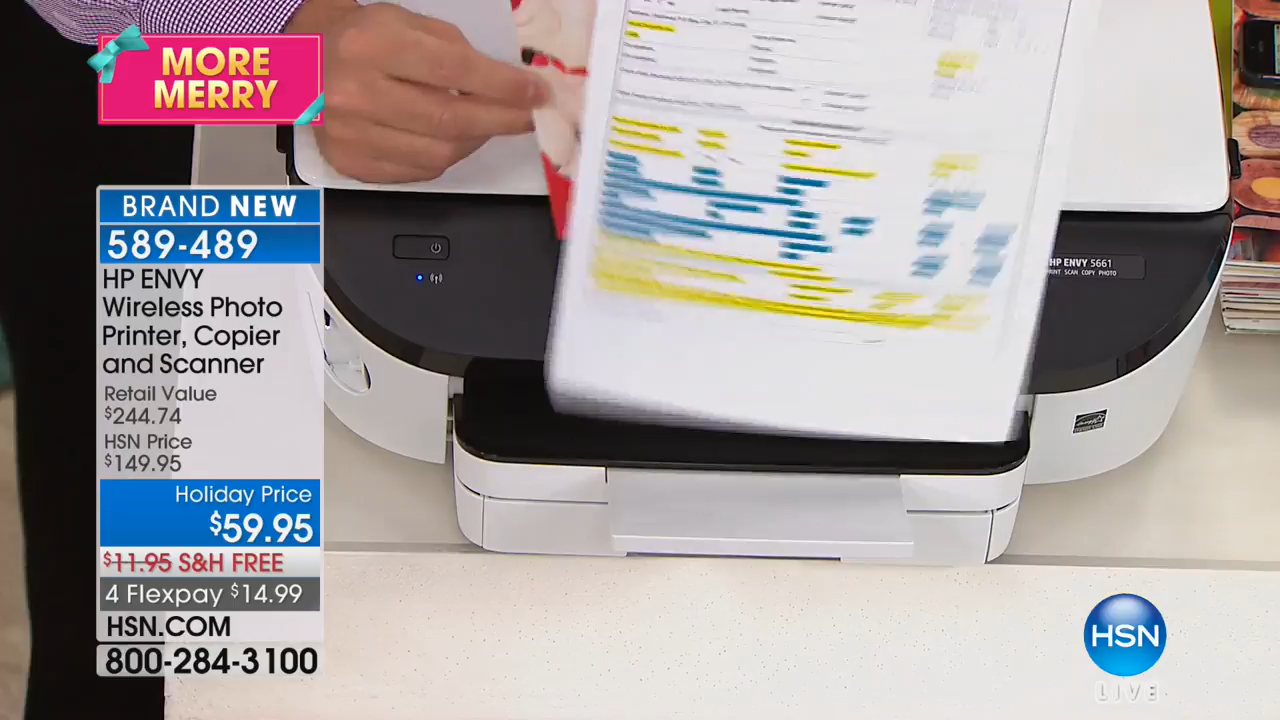 MORE
MERRY
BRAND NEW
589-489
HP ENVY
Wireless Photo
Printer, Copier
and Scanner
Retail Value
$244.74
HSN Price
$149.95
Holiday Price
$59.95
$11.95 S&H FREE
4 Flexpay $14.99
HSN.COM
800-284-3100
HP ENVY 5661
PRINT SCAN COPY PHOTO
HSN
LIVE